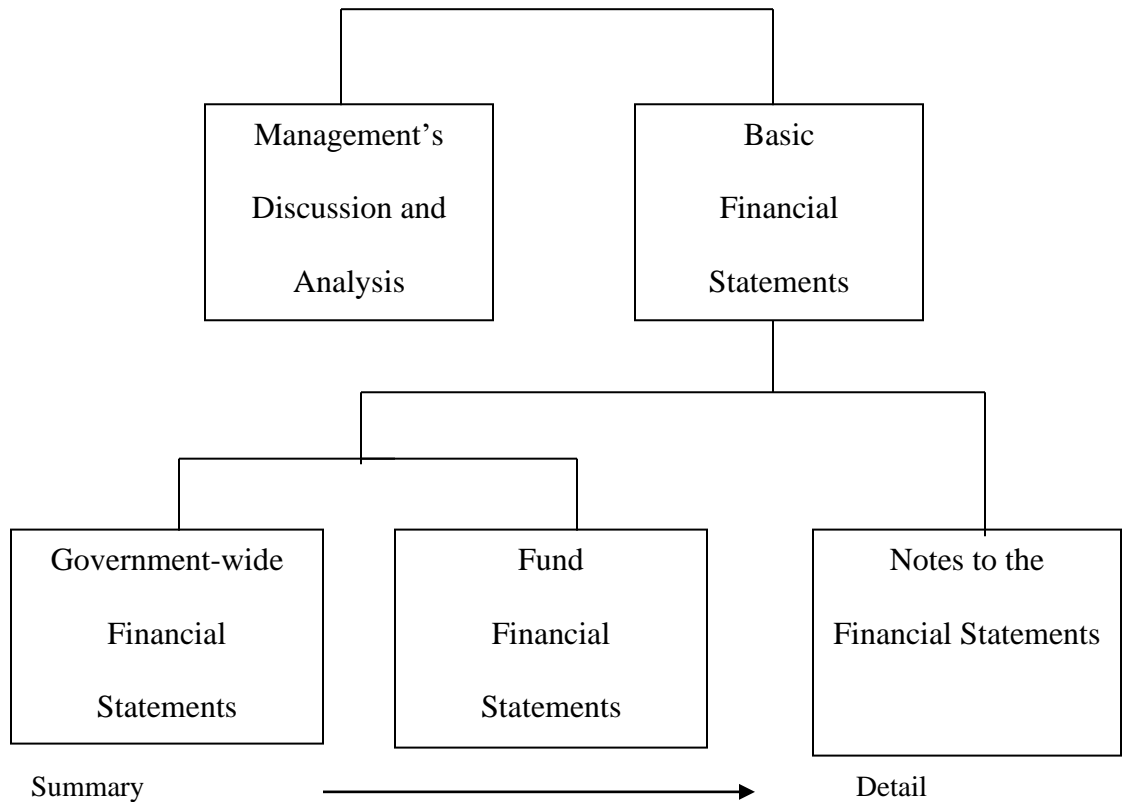 Management’s
Discussion and
Analysis
Basic
Financial
Statements
Government-wide
Financial
Statements
Fund
Financial
Statements
Notes to the
Financial Statements
Summary
Detail